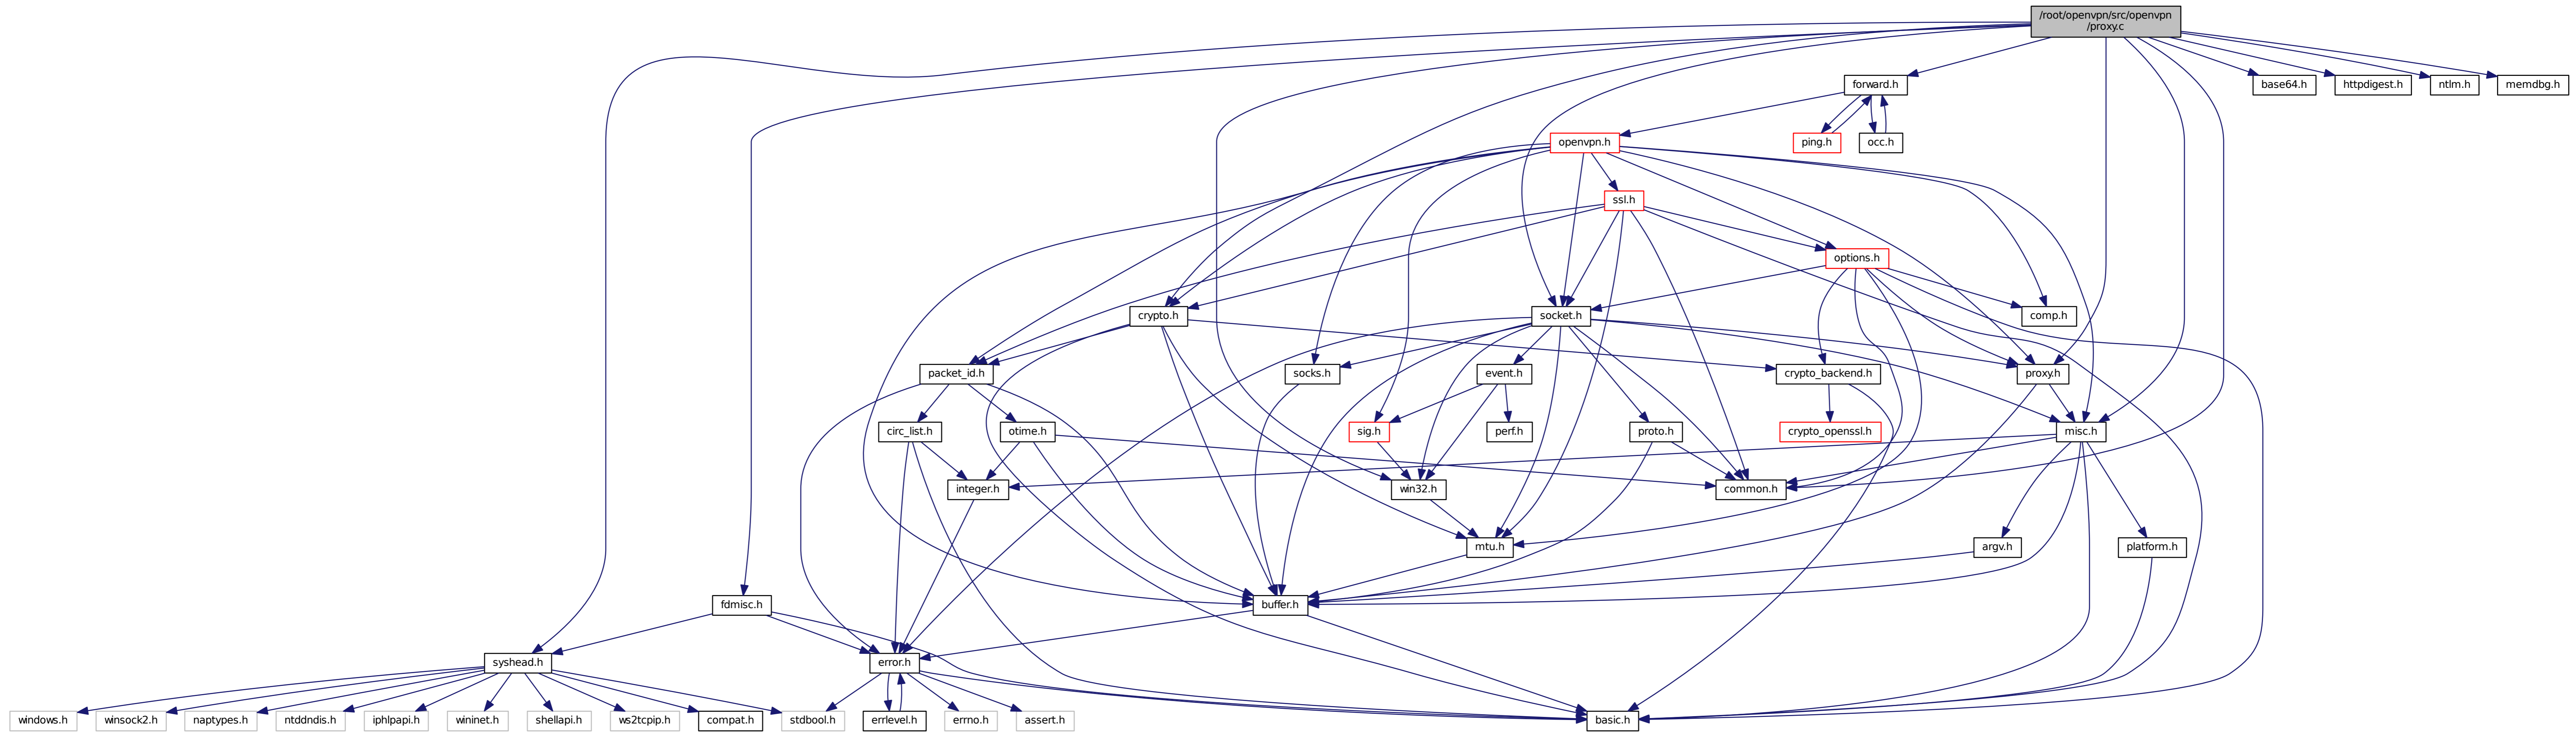 /root/openvpn/src/openvpn
/proxy.c
forward.h
base64.h
httpdigest.h
ntlm.h
memdbg.h
openvpn.h
ping.h
occ.h
ssl.h
options.h
crypto.h
socket.h
comp.h
packet_id.h
socks.h
event.h
crypto_backend.h
proxy.h
circ_list.h
otime.h
sig.h
perf.h
proto.h
crypto_openssl.h
misc.h
integer.h
win32.h
common.h
mtu.h
argv.h
platform.h
fdmisc.h
buffer.h
syshead.h
error.h
windows.h
winsock2.h
naptypes.h
ntddndis.h
iphlpapi.h
wininet.h
shellapi.h
ws2tcpip.h
compat.h
stdbool.h
errlevel.h
errno.h
assert.h
basic.h